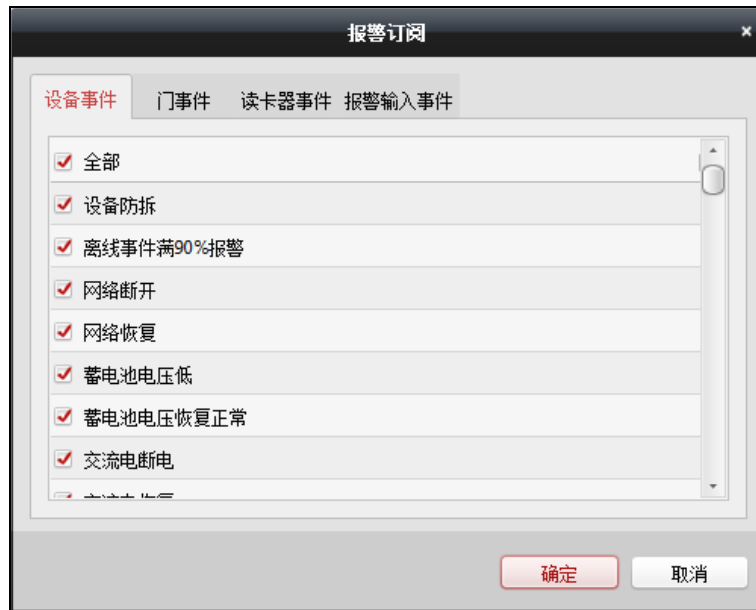 报警订阅
设备事件 门事件 读卡器事件 报警输入事件
全部
设备防拆
离线事件满90%报警
网络断开
网络恢复
蓄电池电压低
蓄电池电压恢复正常
交流电断电
确定 取消